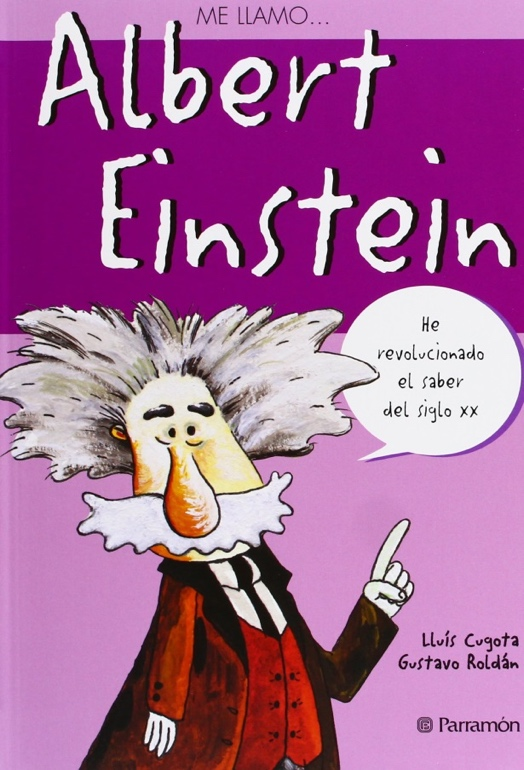 ME LLAMO...
Albert
Einstein
He
revolucionado
el saber
del siglo xx
Lluís Cugota
Gustavo Roldán
Parramón